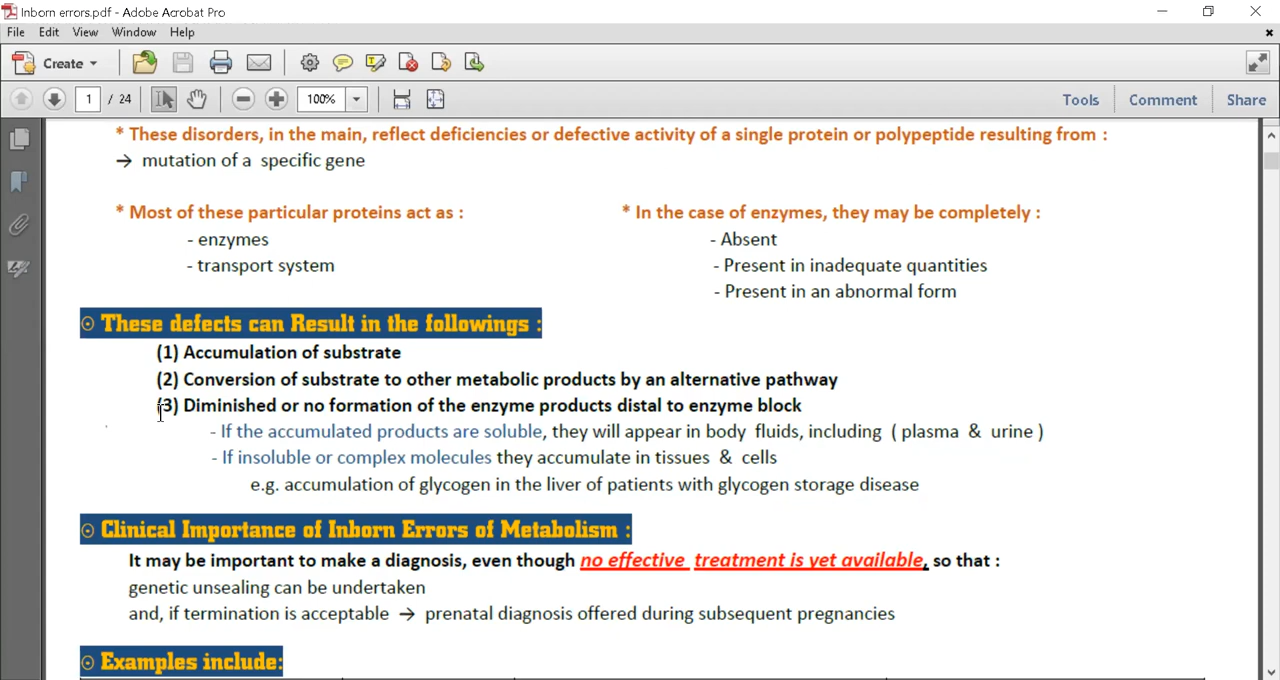 Inborn errors.pdf - Adobe Acrobat Pro
File Edit View Window Help
Create
1 / 24 100% Tools Comment Share
* These disorders, in the main, reflect deficiencies or defective activity of a single protein or polypeptide resulting from :
→ mutation of a specific gene
* Most of these particular proteins act as :
- enzymes
- transport system
* In the case of enzymes, they may be completely :
- Absent
- Present in inadequate quantities
- Present in an abnormal form
⊙ These defects can Result in the followings :
(1) Accumulation of substrate
(2) Conversion of substrate to other metabolic products by an alternative pathway
(3) Diminished or no formation of the enzyme products distal to enzyme block
- If the accumulated products are soluble, they will appear in body fluids, including ( plasma & urine )
- If insoluble or complex molecules they accumulate in tissues & cells
e.g. accumulation of glycogen in the liver of patients with glycogen storage disease
⊙ Clinical Importance of Inborn Errors of Metabolism :
It may be important to make a diagnosis, even though no effective treatment is yet available, so that :
genetic unsealing can be undertaken
and, if termination is acceptable → prenatal diagnosis offered during subsequent pregnancies
⊙ Examples include: